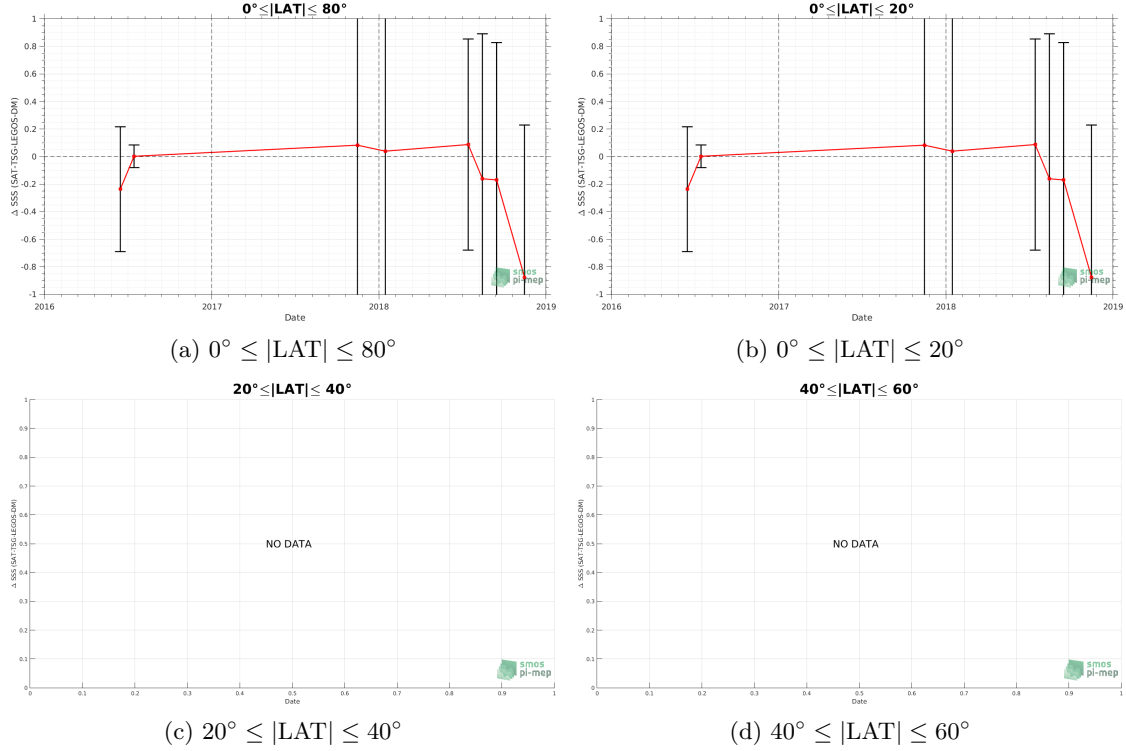 0°≤|LAT|≤ 80°
Δ SSS (SAT-TSG-LEGOS-DM)
1
0.8
0.6
0.4
0.2
0
-0.2
-0.4
-0.6
-0.8
-1
2016
2017
2018
2019
Date
smos
pi-mep
(a) 0° ≤ |LAT| ≤ 80°
0°≤|LAT|≤ 20°
Δ SSS (SAT-TSG-LEGOS-DM)
1
0.8
0.6
0.4
0.2
0
-0.2
-0.4
-0.6
-0.8
-1
2016
2017
2018
2019
Date
smos
pi-mep
(b) 0° ≤ |LAT| ≤ 20°
20°≤|LAT|≤ 40°
Δ SSS (SAT-TSG-LEGOS-DM)
1
0.9
0.8
0.7
0.6
0.5
0.4
0.3
0.2
0.1
0
NO DATA
smos
pi-mep
0 0.1 0.2 0.3 0.4 0.5 0.6 0.7 0.8 0.9 1
Date
(c) 20° ≤ |LAT| ≤ 40°
40°≤|LAT|≤ 60°
Δ SSS (SAT-TSG-LEGOS-DM)
1
0.9
0.8
0.7
0.6
0.5
0.4
0.3
0.2
0.1
0
NO DATA
smos
pi-mep
0 0.1 0.2 0.3 0.4 0.5 0.6 0.7 0.8 0.9 1
Date
(d) 40° ≤ |LAT| ≤ 60°